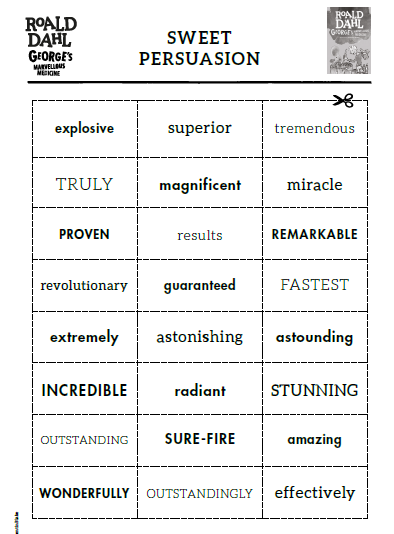 ROALD
DAHL
GEORGE'S
MARVELLOUS
MEDICINE
SWEET
PERSUASION
ROALD
DAHL
GEORGE'S
explosive superior tremendous
TRULY magnificent miracle
PROVEN results REMARKABLE
revolutionary guaranteed FASTEST
extremely astonishing astounding
INCREDIBLE radiant STUNNING
OUTSTANDING SURE-FIRE amazing
WONDERFULLY OUTSTANDINGLY effectively